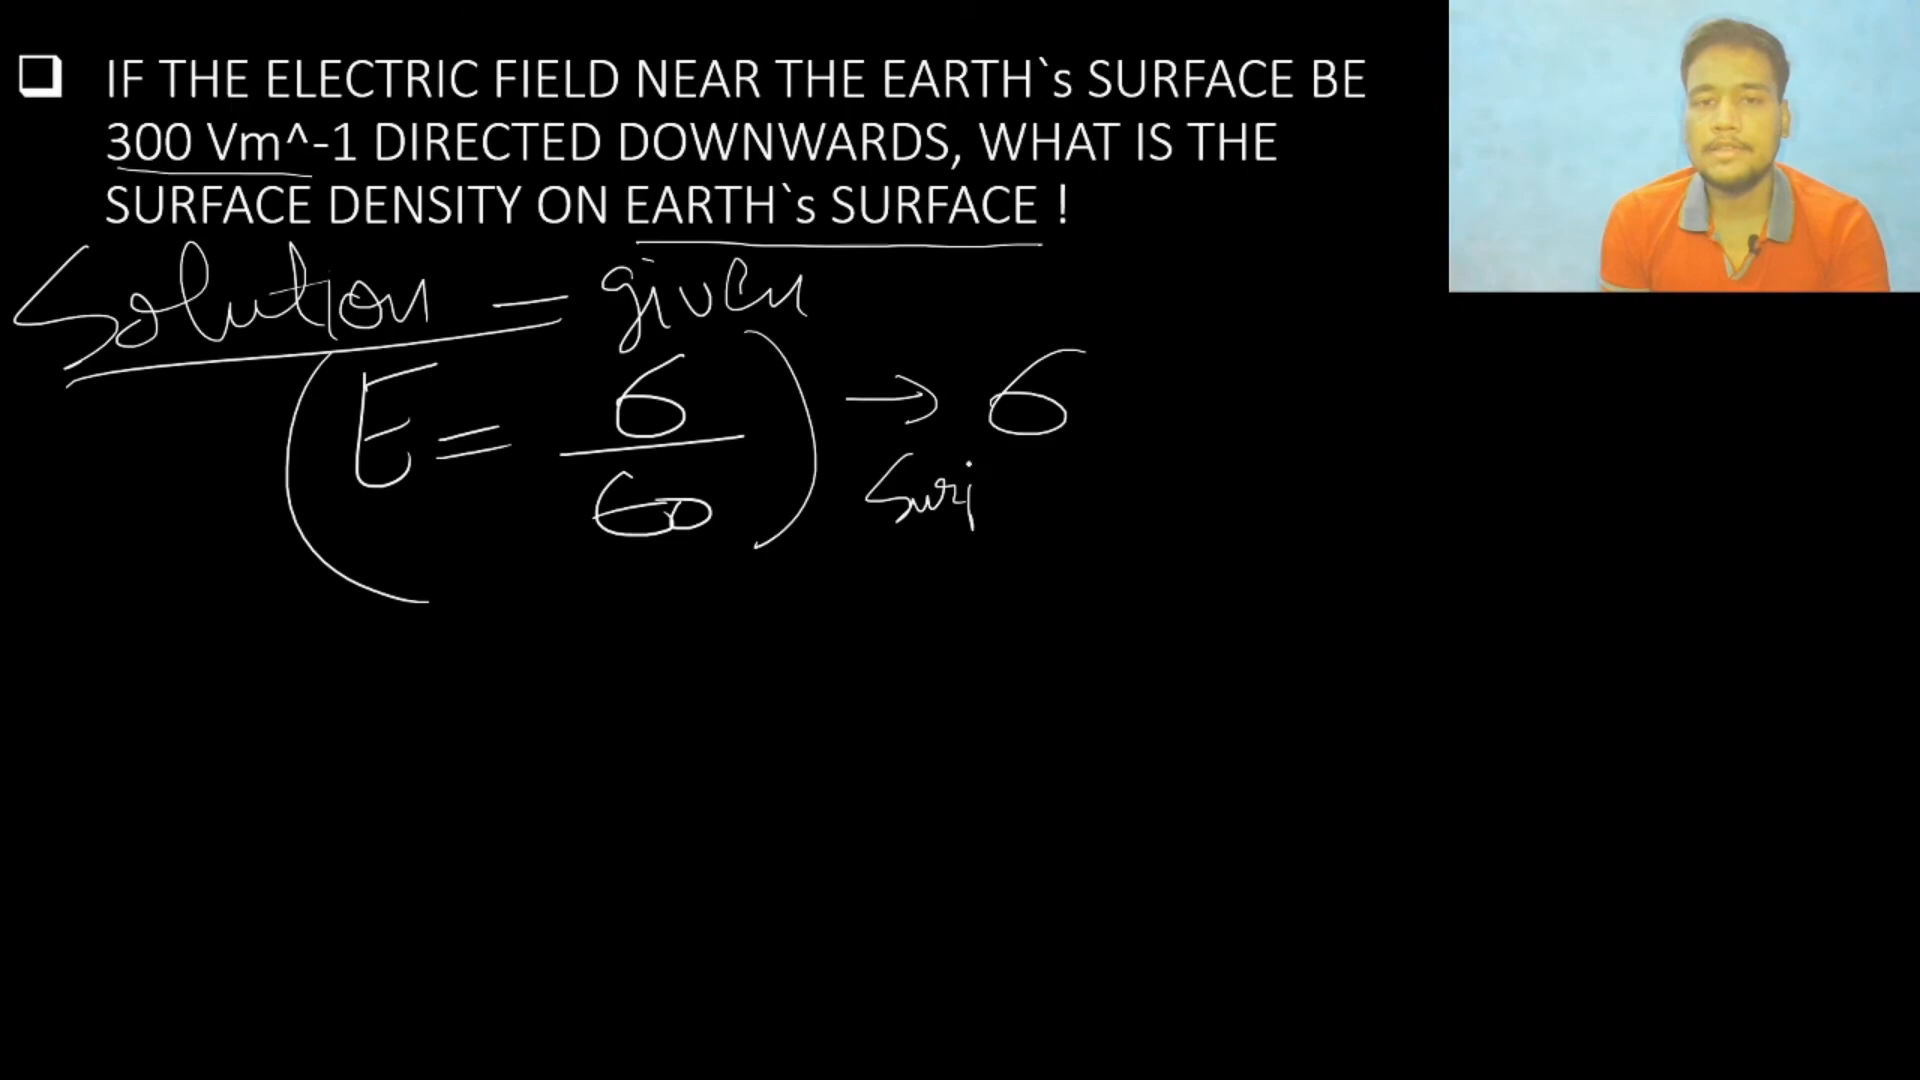 IF THE ELECTRIC FIELD NEAR THE EARTH`s SURFACE BE
300 Vm^-1 DIRECTED DOWNWARDS, WHAT IS THE
SURFACE DENSITY ON EARTH`s SURFACE !
Solution = given
(E = σ/ϵ0) → σ